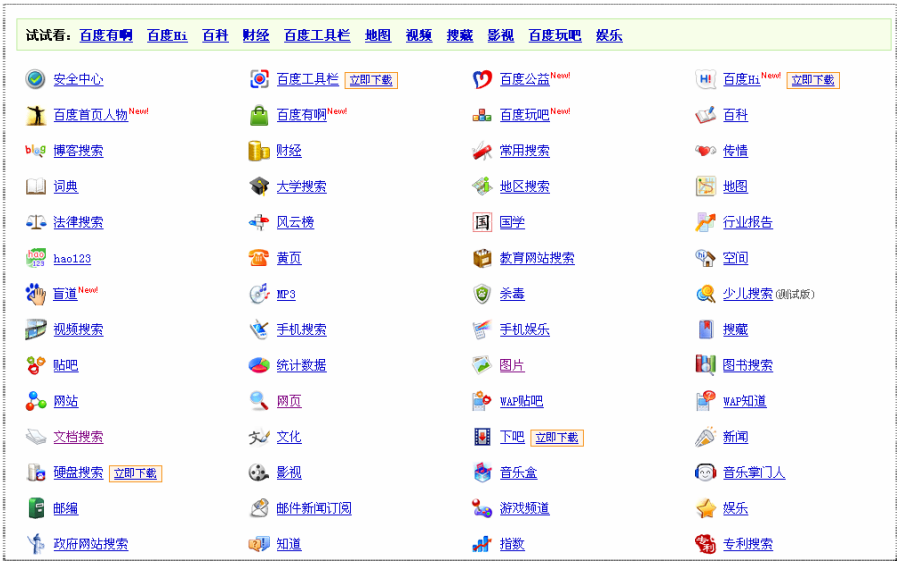 试试看：百度有啊 百度Hi 百科 财经 百度工具栏 地图 视频 搜藏 影视 百度玩吧 娱乐
安全中心 百度工具栏 立即下载 百度公益New! Hi 百度HiNew! 立即下载
百度首页人物New! 百度有啊New! 百度玩吧New! 百科
blog 博客搜索 财经 常用搜索 传情
词典 大学搜索 地区搜索 地图
法律搜索 风云榜 国 国学 行业报告
hao123 hao123 黄页 教育网站搜索 空间
盲道New! MP3 杀毒 少儿搜索(测试版)
视频搜索 手机搜索 手机娱乐 搜藏
贴吧 统计数据 图片 图书搜索
网站 网页 WAP贴吧 WAP知道
文档搜索 文化 下吧 立即下载 新闻
硬盘搜索 立即下载 影视 音乐盒 音乐掌门人
邮编 邮件新闻订阅 游戏频道 娱乐
政府网站搜索 知道 指数 专利 专利搜索